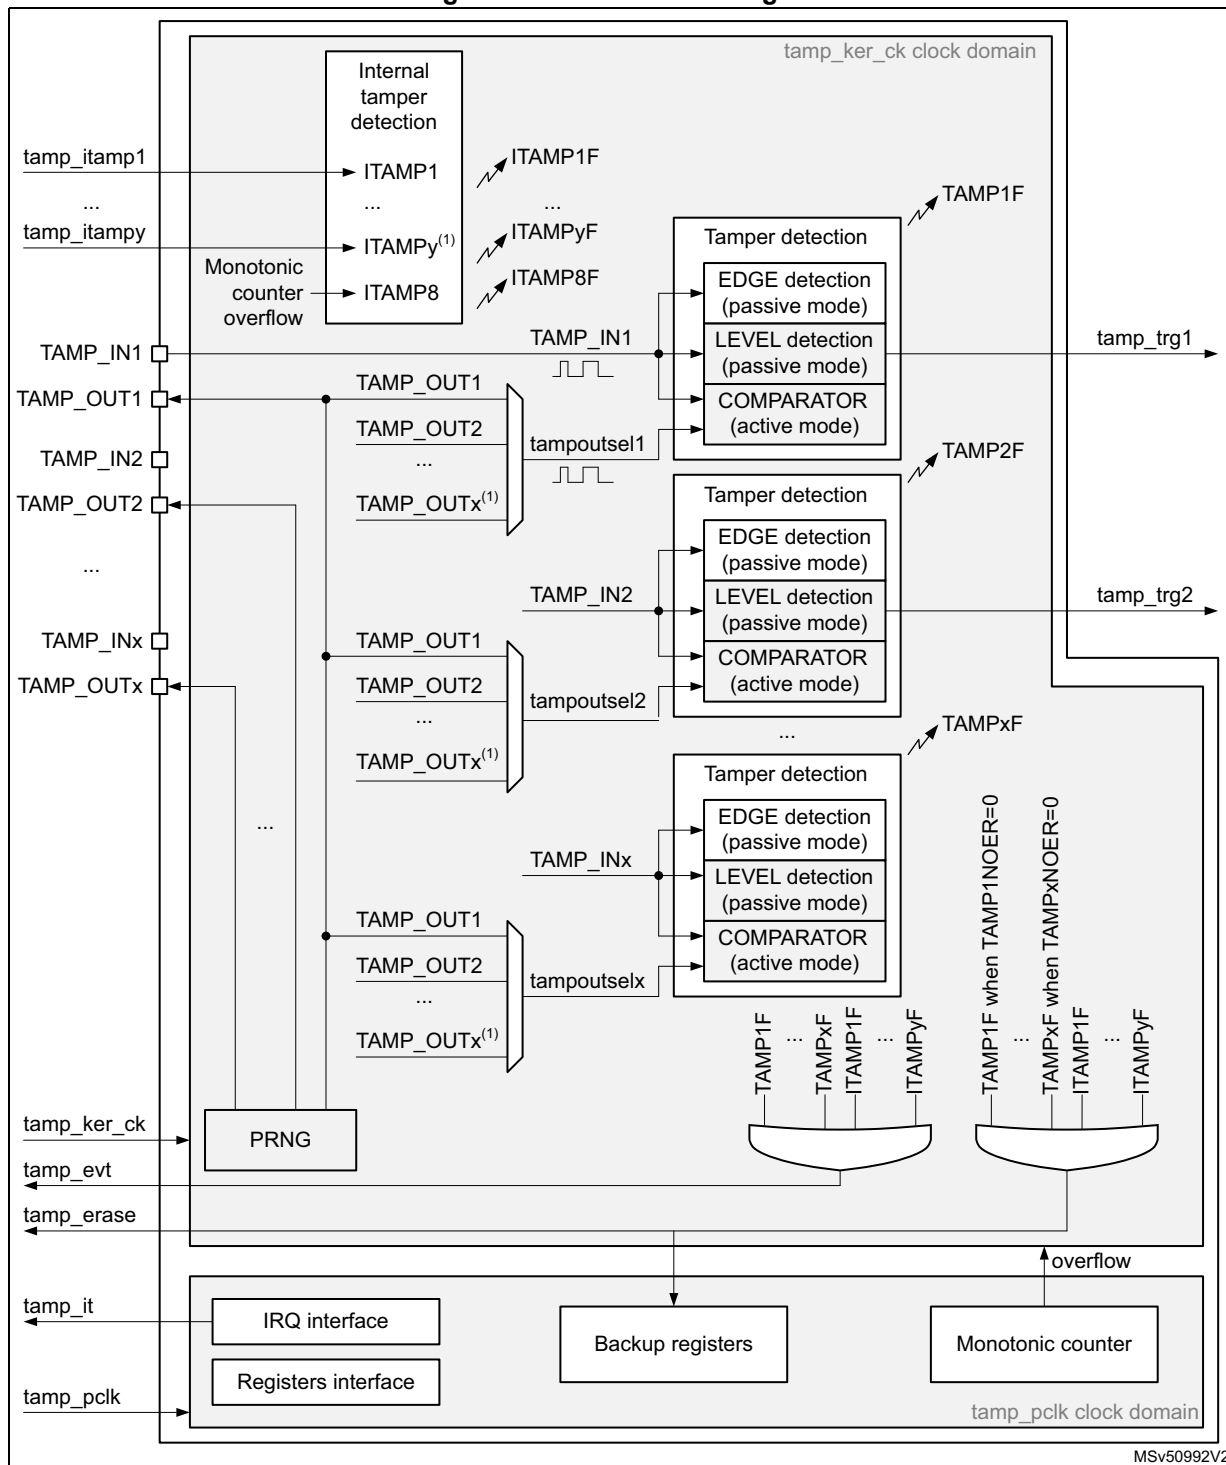 tamp_ker_ck clock domain
Internal
tamper
detection
tamp_itamp1
ITAMP1
ITAMP1F
...
...
...
tamp_itampy
ITAMPy(1)
ITAMPyF
Monotonic
counter
overflow
ITAMP8
ITAMP8F
TAMP1F
Tamper detection
EDGE detection
(passive mode)
LEVEL detection
(passive mode)
COMPARATOR
(active mode)
TAMP_IN1
TAMP_IN1
tamp_trg1
TAMP_OUT1
TAMP_OUT1
TAMP_OUT2
...
TAMP_OUTx(1)
tampoutsel1
TAMP_IN2
TAMP_OUT2
...
TAMP_INx
TAMP_OUTx
TAMP2F
Tamper detection
EDGE detection
(passive mode)
LEVEL detection
(passive mode)
COMPARATOR
(active mode)
TAMP_IN2
tamp_trg2
TAMP_OUT1
TAMP_OUT2
...
TAMP_OUTx(1)
tampoutsel2
...
TAMPxF
Tamper detection
EDGE detection
(passive mode)
LEVEL detection
(passive mode)
COMPARATOR
(active mode)
...
TAMP_INx
TAMP_OUT1
TAMP_OUT2
...
TAMP_OUTx(1)
tampoutselx
TAMP1F
...
TAMPxF
ITAMP1F
...
ITAMPyF
TAMP1F when TAMP1NOER=0
...
TAMPxF when TAMPxNOER=0
ITAMP1F
...
ITAMPyF
tamp_ker_ck
PRNG
tamp_evt
tamp_erase
overflow
tamp_it
IRQ interface
Backup registers
Monotonic counter
Registers interface
tamp_pclk
tamp_pclk clock domain
MSv50992V2